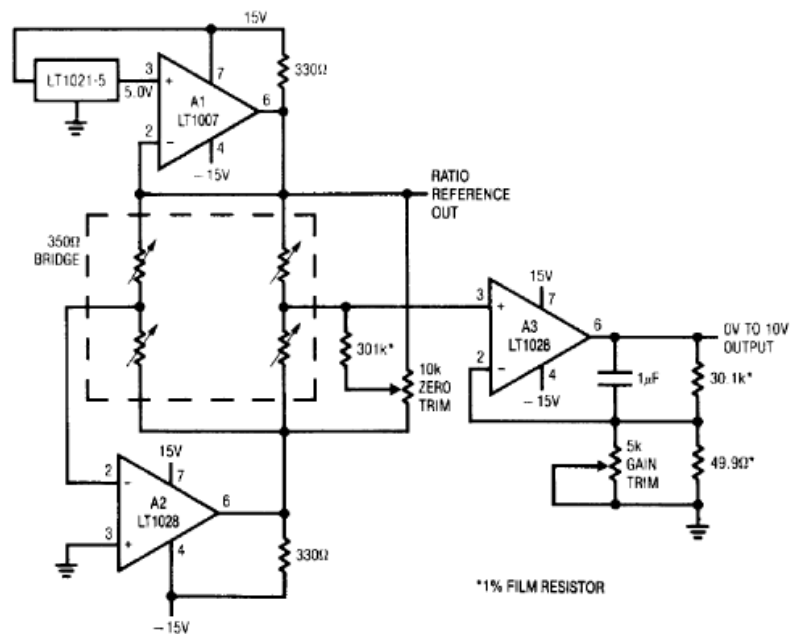 15V
LT1021-5
5.0V
3
+
A1
LT1007
7
6
2
−
4
−15V
330Ω
RATIO
REFERENCE
OUT
350Ω
BRIDGE
301k*
10k
ZERO
TRIM
15V
3
+
7
A3
LT1028
6
2
−
4
−15V
0V TO 10V
OUTPUT
1µF
30.1k*
5k
GAIN
TRIM
49.9Ω*
15V
2
−
7
A2
LT1028
6
3
+
4
−15V
330Ω
*1% FILM RESISTOR